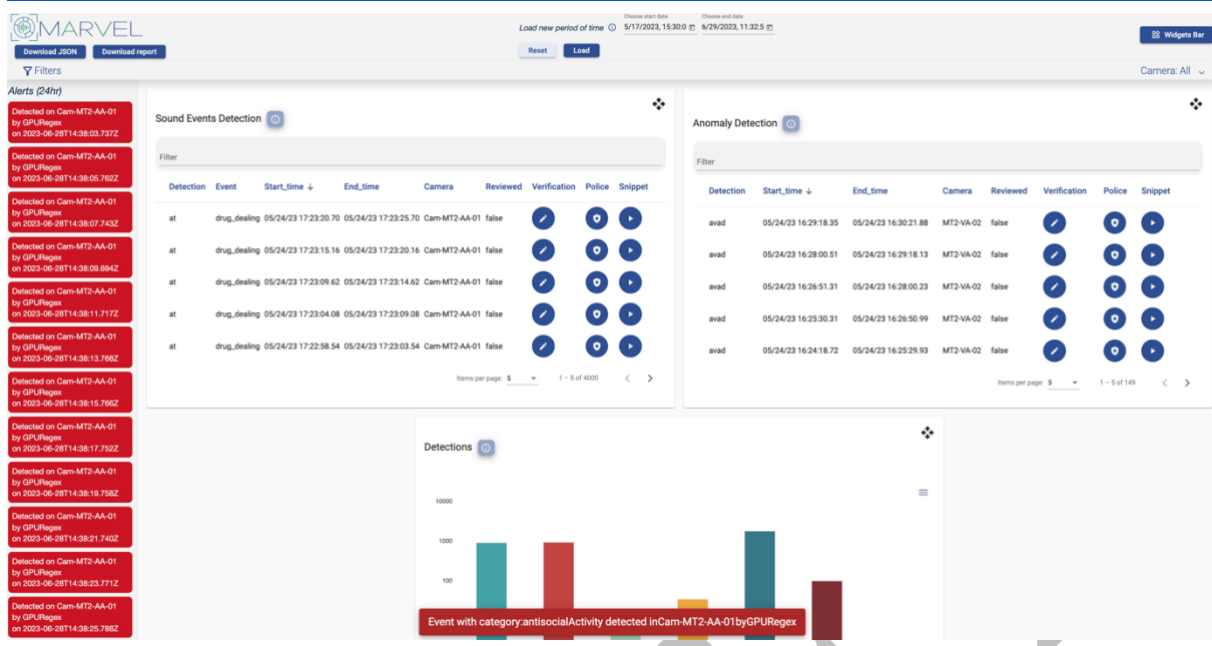 MARVEL
Download JSON Download report
Load new period of time
Choose start date Choose end date
5/17/2023, 15:30:0 6/29/2023, 11:32:5
Reset Load
Widgets Bar
Filters
Camera: All
Alerts (24hr)
Detected on Cam-MT2-AA-01
by GPURegex
on 2023-06-28T14:38:03.737Z
Detected on Cam-MT2-AA-01
by GPURegex
on 2023-06-28T14:38:05.762Z
Detected on Cam-MT2-AA-01
by GPURegex
on 2023-06-28T14:38:07.743Z
Detected on Cam-MT2-AA-01
by GPURegex
on 2023-06-28T14:38:09.694Z
Detected on Cam-MT2-AA-01
by GPURegex
on 2023-06-28T14:38:11.717Z
Detected on Cam-MT2-AA-01
by GPURegex
on 2023-06-28T14:38:13.768Z
Detected on Cam-MT2-AA-01
by GPURegex
on 2023-06-28T14:38:15.766Z
Detected on Cam-MT2-AA-01
by GPURegex
on 2023-06-28T14:38:17.752Z
Detected on Cam-MT2-AA-01
by GPURegex
on 2023-06-28T14:38:19.758Z
Detected on Cam-MT2-AA-01
by GPURegex
on 2023-06-28T14:38:21.740Z
Detected on Cam-MT2-AA-01
by GPURegex
on 2023-06-28T14:38:23.771Z
Detected on Cam-MT2-AA-01
by GPURegex
on 2023-06-28T14:38:25.788Z
Sound Events Detection
Filter
Detection Event Start_time End_time Camera Reviewed Verification Police Snippet
at drug_dealing 05/24/23 17:23:20.70 05/24/23 17:23:25.70 Cam-MT2-AA-01 false
at drug_dealing 05/24/23 17:23:15.16 05/24/23 17:23:20.16 Cam-MT2-AA-01 false
at drug_dealing 05/24/23 17:23:09.62 05/24/23 17:23:14.62 Cam-MT2-AA-01 false
at drug_dealing 05/24/23 17:23:04.08 05/24/23 17:23:09.08 Cam-MT2-AA-01 false
at drug_dealing 05/24/23 17:22:58.54 05/24/23 17:23:03.54 Cam-MT2-AA-01 false
Items per page: 5 1 – 5 of 4000
Anomaly Detection
Filter
Detection Start_time End_time Camera Reviewed Verification Police Snippet
avad 05/24/23 16:29:18.35 05/24/23 16:30:21.88 MT2-VA-02 false
avad 05/24/23 16:28:00.51 05/24/23 16:29:18.13 MT2-VA-02 false
avad 05/24/23 16:26:51.31 05/24/23 16:28:00.23 MT2-VA-02 false
avad 05/24/23 16:25:30.31 05/24/23 16:26:50.99 MT2-VA-02 false
avad 05/24/23 16:24:18.72 05/24/23 16:25:29.93 MT2-VA-02 false
Items per page: 5 1 – 5 of 149
Detections
10000
1000
100
Event with category:antisocialActivity detected inCam-MT2-AA-01byGPURegex